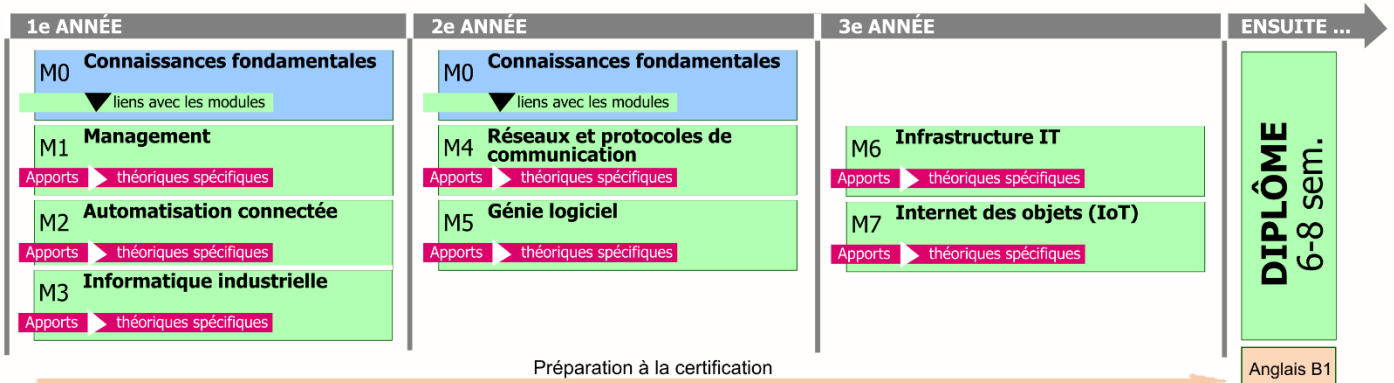 1e ANNÉE
2e ANNÉE
3e ANNÉE
ENSUITE ...
M0 Connaissances fondamentales
liens avec les modules
M1 Management
Apports théoriques spécifiques
M2 Automatisation connectée
Apports théoriques spécifiques
M3 Informatique industrielle
Apports théoriques spécifiques
M0 Connaissances fondamentales
liens avec les modules
M4 Réseaux et protocoles de
communication
Apports théoriques spécifiques
M5 Génie logiciel
Apports théoriques spécifiques
M6 Infrastructure IT
Apports théoriques spécifiques
M7 Internet des objets (IoT)
Apports théoriques spécifiques
DIPLÔME
6-8 sem.
Préparation à la certification
Anglais B1